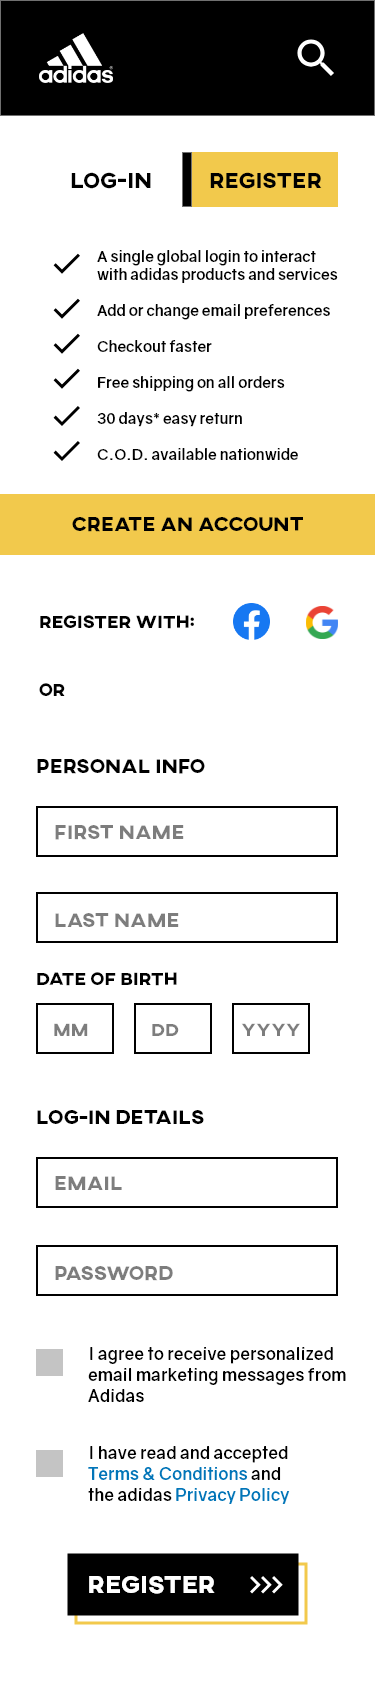 adidas
LOG-IN
REGISTER
A single global login to interact
with adidas products and services
Add or change email preferences
Checkout faster
Free shipping on all orders
30 days* easy return
C.O.D. available nationwide
CREATE AN ACCOUNT
REGISTER WITH:
OR
PERSONAL INFO
FIRST NAME
LAST NAME
DATE OF BIRTH
MM
DD
YYYY
LOG-IN DETAILS
EMAIL
PASSWORD
I agree to receive personalized
email marketing messages from
Adidas
I have read and accepted
Terms & Conditions and
the adidas Privacy Policy
REGISTER >>>